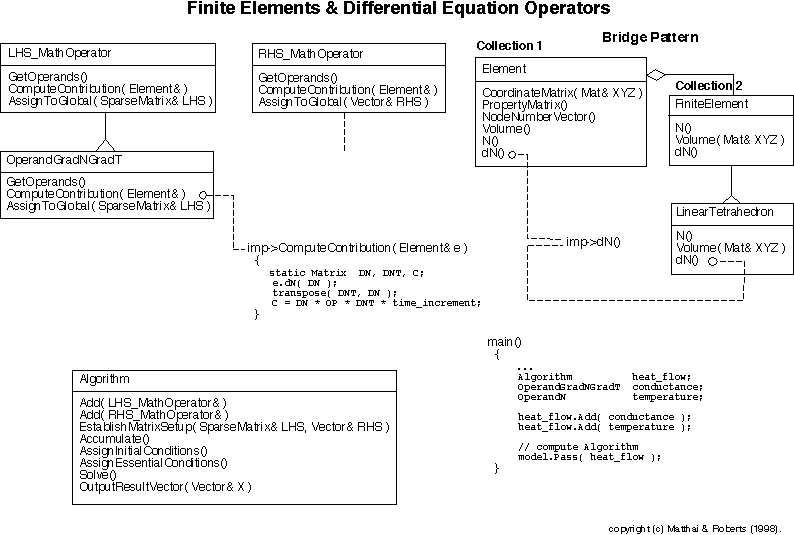 Finite Elements & Differential Equation Operators
LHS_MathOperator
GetOperands()
ComputeContribution( Element& )
AssignToGlobal( SparseMatrix& LHS )
RHS_MathOperator
GetOperands()
ComputeContribution( Element& )
AssignToGlobal( Vector& RHS )
Collection 1
Bridge Pattern
Element
CoordinateMatrix( Mat& XYZ )
PropertyMatrix()
NodeNumberVector()
Volume()
N()
dN()
Collection 2
FiniteElement
N()
Volume( Mat& XYZ )
dN()
OperandGradNGradT
GetOperands()
ComputeContribution( Element& )
AssignToGlobal( SparseMatrix& LHS )
LinearTetrahedron
N()
Volume( Mat& XYZ )
dN()
imp->dN()
imp->ComputeContribution( Element& e )
{
static Matrix DN, DNT, C;
e.dN( DN );
transpose( DNT, DN );
C = DN * OP * DNT * time_increment;
}
main()
{
...
Algorithm heat_flow;
OperandGradNGradT conductance;
OperandN temperature;
heat_flow.Add( conductance );
heat_flow.Add( temperature );
// compute Algorithm
model.Pass( heat_flow );
}
Algorithm
Add( LHS_MathOperator& )
Add( RHS_MathOperator& )
EstablishMatrixSetup( SparseMatrix& LHS, Vector& RHS )
Accumulate()
AssignInitialConditions()
AssignEssentialConditions()
Solve()
OutputResultVector( Vector& X )
copyright (c) Matthai & Roberts (1998).